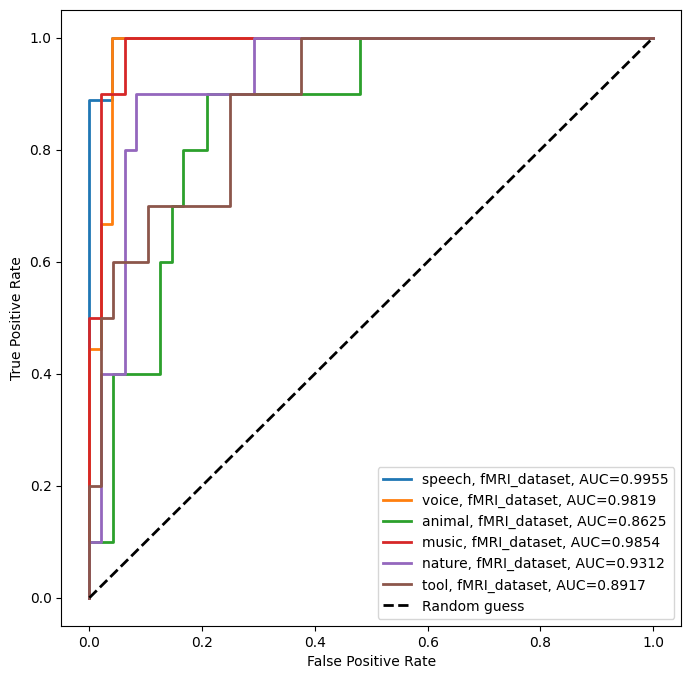 1.0
0.8
0.6
0.4
0.2
0.0
True Positive Rate
speech, fMRI_dataset, AUC=0.9955
voice, fMRI_dataset, AUC=0.9819
animal, fMRI_dataset, AUC=0.8625
music, fMRI_dataset, AUC=0.9854
nature, fMRI_dataset, AUC=0.9312
tool, fMRI_dataset, AUC=0.8917
Random guess
0.0 0.2 0.4 0.6 0.8 1.0
False Positive Rate